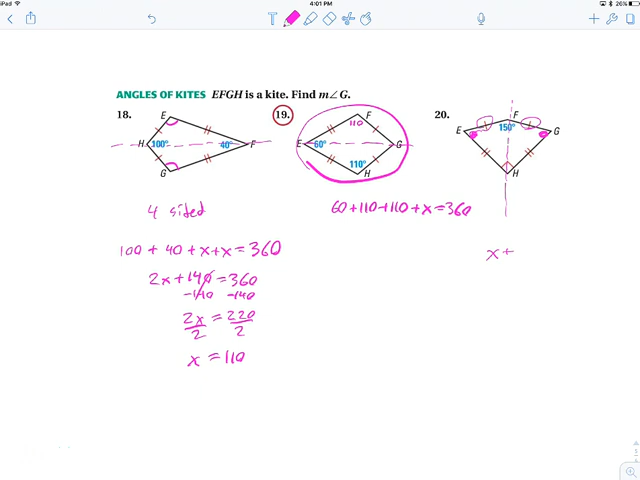 iPad
4:01 PM
26%
ANGLES OF KITES EFGH is a kite. Find m∠G.
18.
E
H
100°
40°
F
G
19.
F
110
E
60°
G
110°
H
20.
F
E
150°
G
H
4 sided
60+110+110+x=360
100 + 40 + x+x = 360
x+
2x+140=360
-140 -140
2x = 220
2 2
x = 110